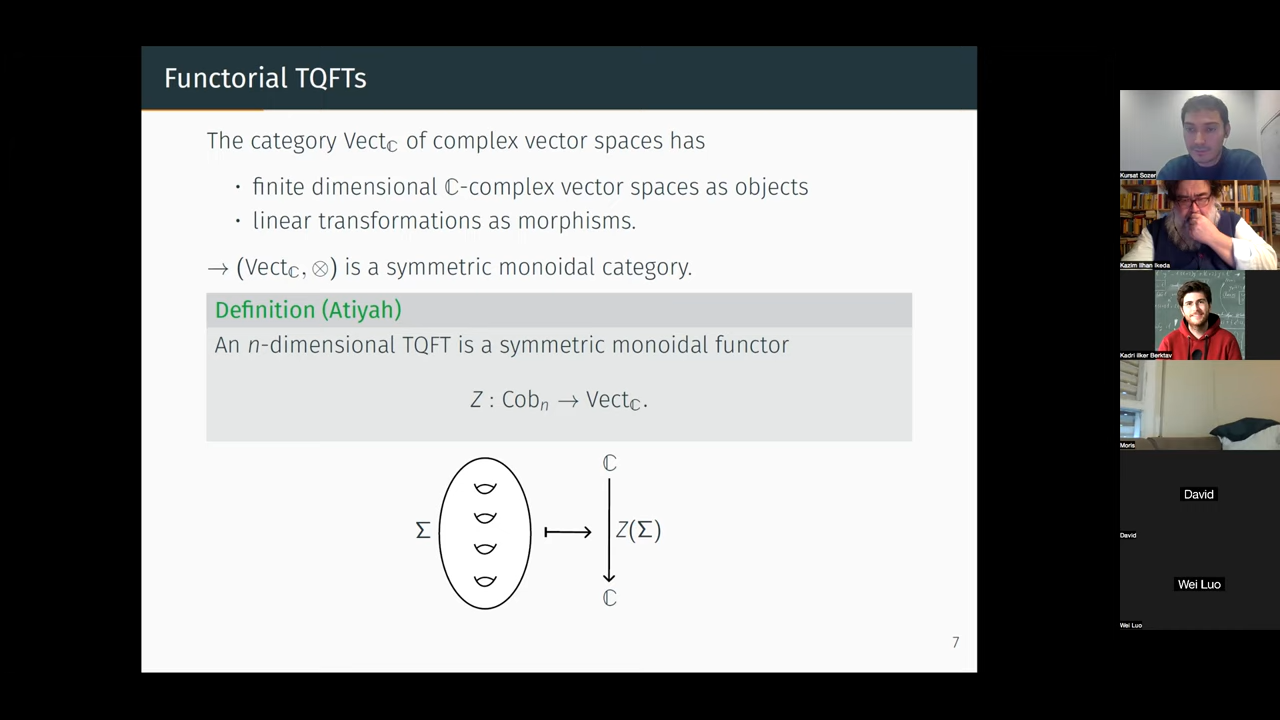 Functorial TQFTs
The category Vect_ℂ of complex vector spaces has
· finite dimensional ℂ-complex vector spaces as objects
· linear transformations as morphisms.
→ (Vect_ℂ, ⊗) is a symmetric monoidal category.
Definition (Atiyah)
An n-dimensional TQFT is a symmetric monoidal functor
Z : Cob_n → Vect_ℂ.
ℂ
Σ ↦ Z(Σ)
ℂ
7
Kursat Sozer
Kazim Ilhan Ikeda
Kadri ilker Berktav
Moris
David
David
Wei Luo
Wei Luo